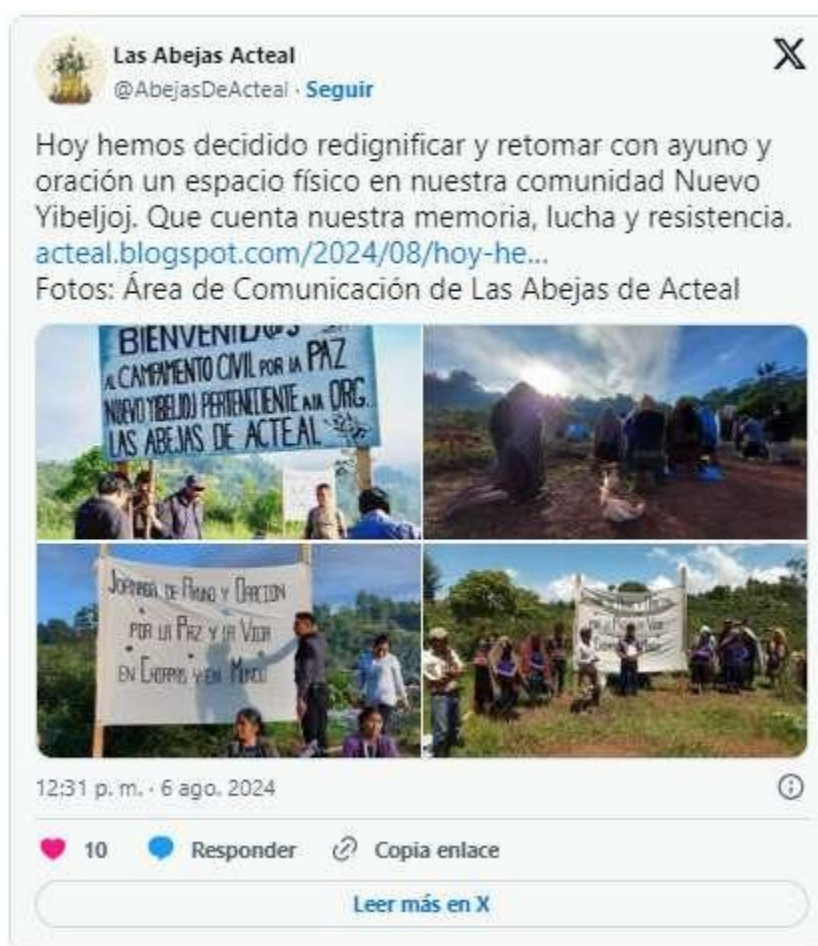 Las Abejas Acteal
@AbejasDeActeal · Seguir
Hoy hemos decidido redignificar y retomar con ayuno y
oración un espacio físico en nuestra comunidad Nuevo
Yibeljoj. Que cuenta nuestra memoria, lucha y resistencia.
acteal.blogspot.com/2024/08/hoy-he...
Fotos: Área de Comunicación de Las Abejas de Acteal
BIENVENID@S
AL CAMPAMENTO CIVIL POR LA PAZ
NUEVO YIBELJOJ PERTENECIENTE A LA ORG.
LAS ABEJAS DE ACTEAL
JORNADA DE AYUNO Y ORACION
POR LA PAZ Y LA VIDA
EN CHIAPAS Y EN MUNDO
12:31 p. m. · 6 ago. 2024
10 Responder Copia enlace
Leer más en X